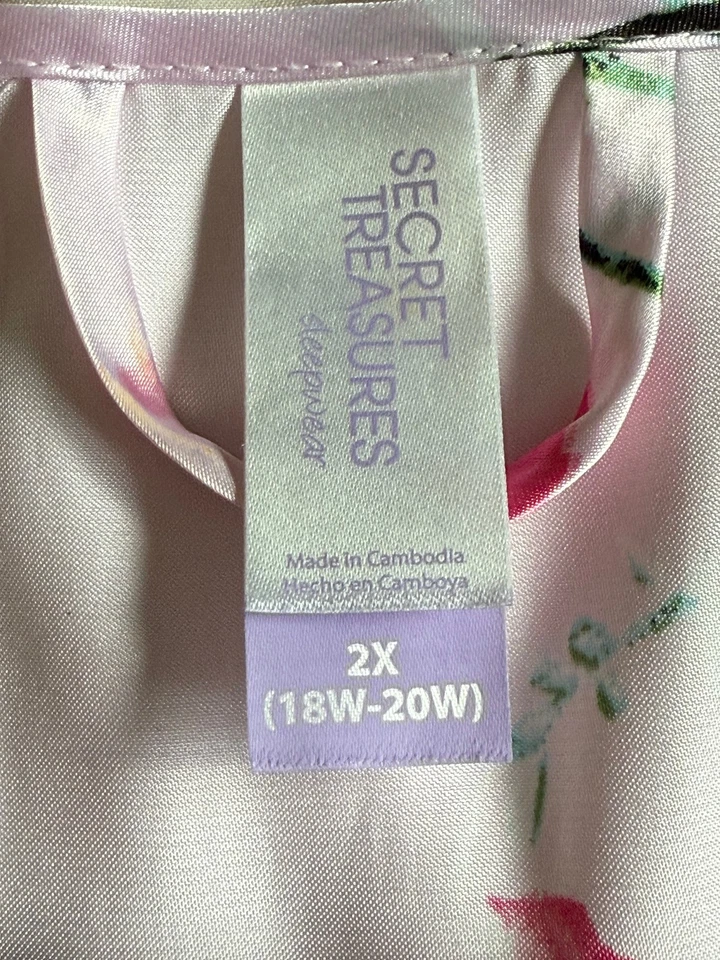 SECRET
TREASURES
sleepwear
Made in Cambodia
Hecho en Camboya
2X
(18W-20W)